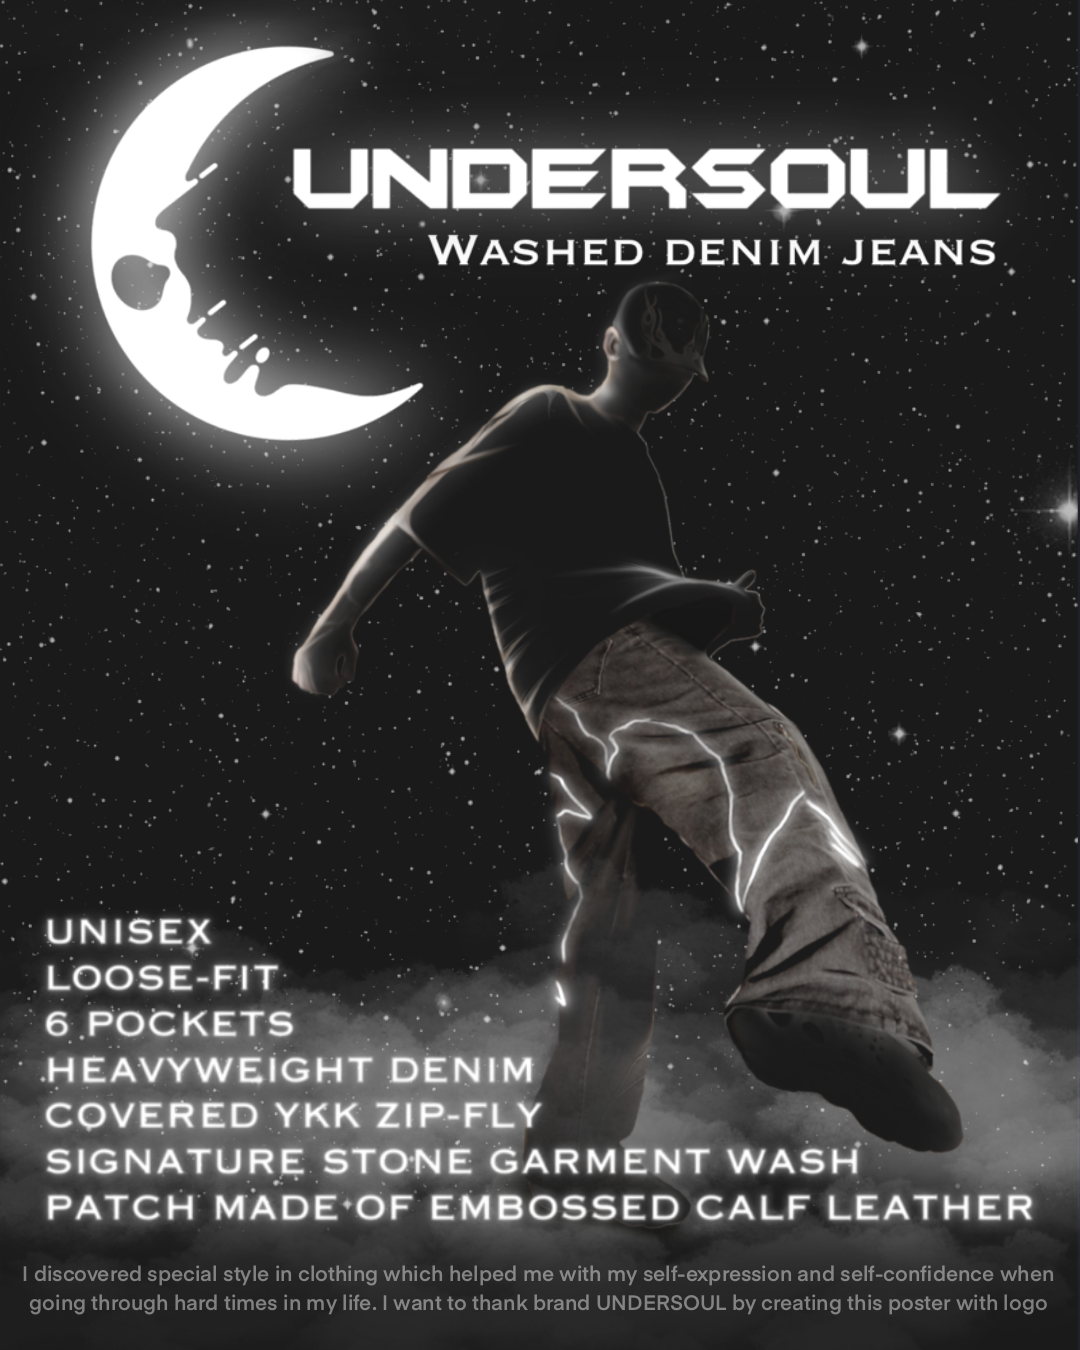 UNDERSOUL
WASHED DENIM JEANS
UNISEX
LOOSE-FIT
6 POCKETS
HEAVYWEIGHT DENIM
COVERED YKK ZIP-FLY
SIGNATURE STONE GARMENT WASH
PATCH MADE OF EMBOSSED CALF LEATHER
I discovered special style in clothing which helped me with my self-expression and self-confidence when
going through hard times in my life. I want to thank brand UNDERSOUL by creating this poster with logo